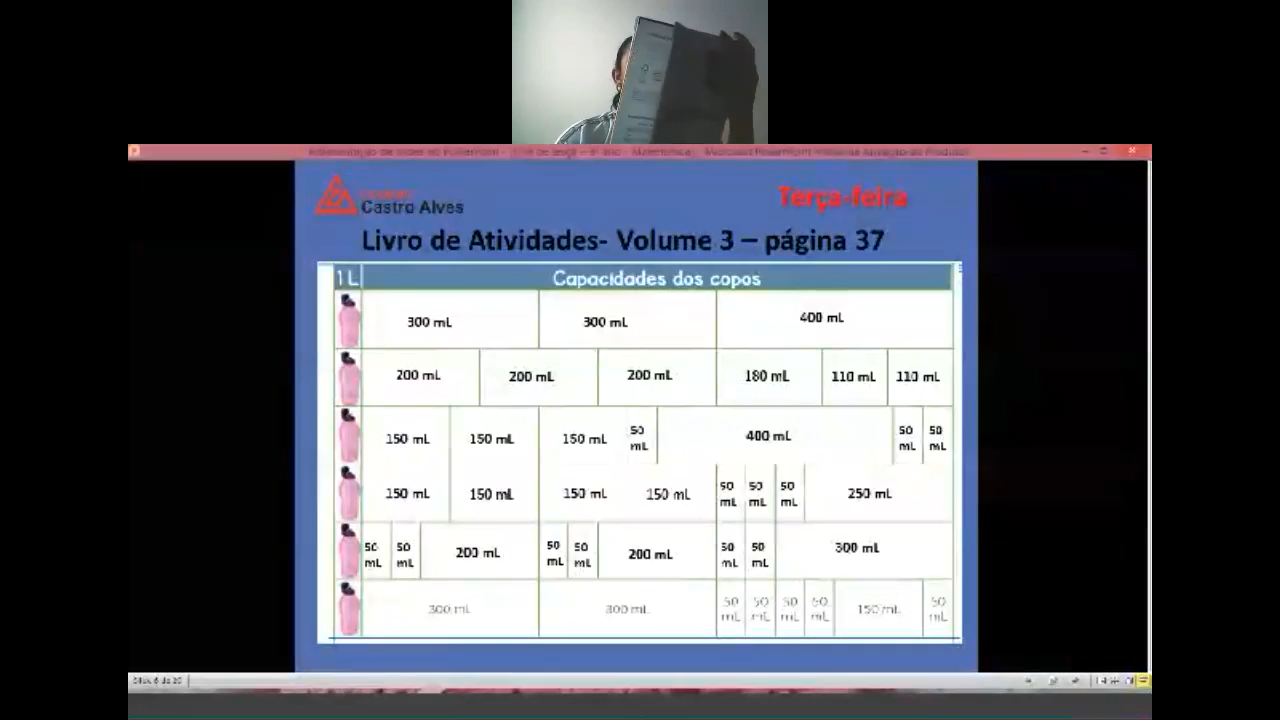 Terça-feira
Castro Alves
Livro de Atividades- Volume 3 – página 37
1 L Capacidades dos copos
300 mL 300 mL 400 mL
200 mL 200 mL 200 mL 180 mL 110 mL 110 mL
150 mL 150 mL 150 mL 50 mL 400 mL 50 mL 50 mL
150 mL 150 mL 150 mL 150 mL 50 mL 50 mL 50 mL 250 mL
50 mL 50 mL 200 mL 50 mL 50 mL 200 mL 50 mL 50 mL 300 mL
300 mL 300 mL 50 mL 50 mL 50 mL 50 mL 150 mL 50 mL